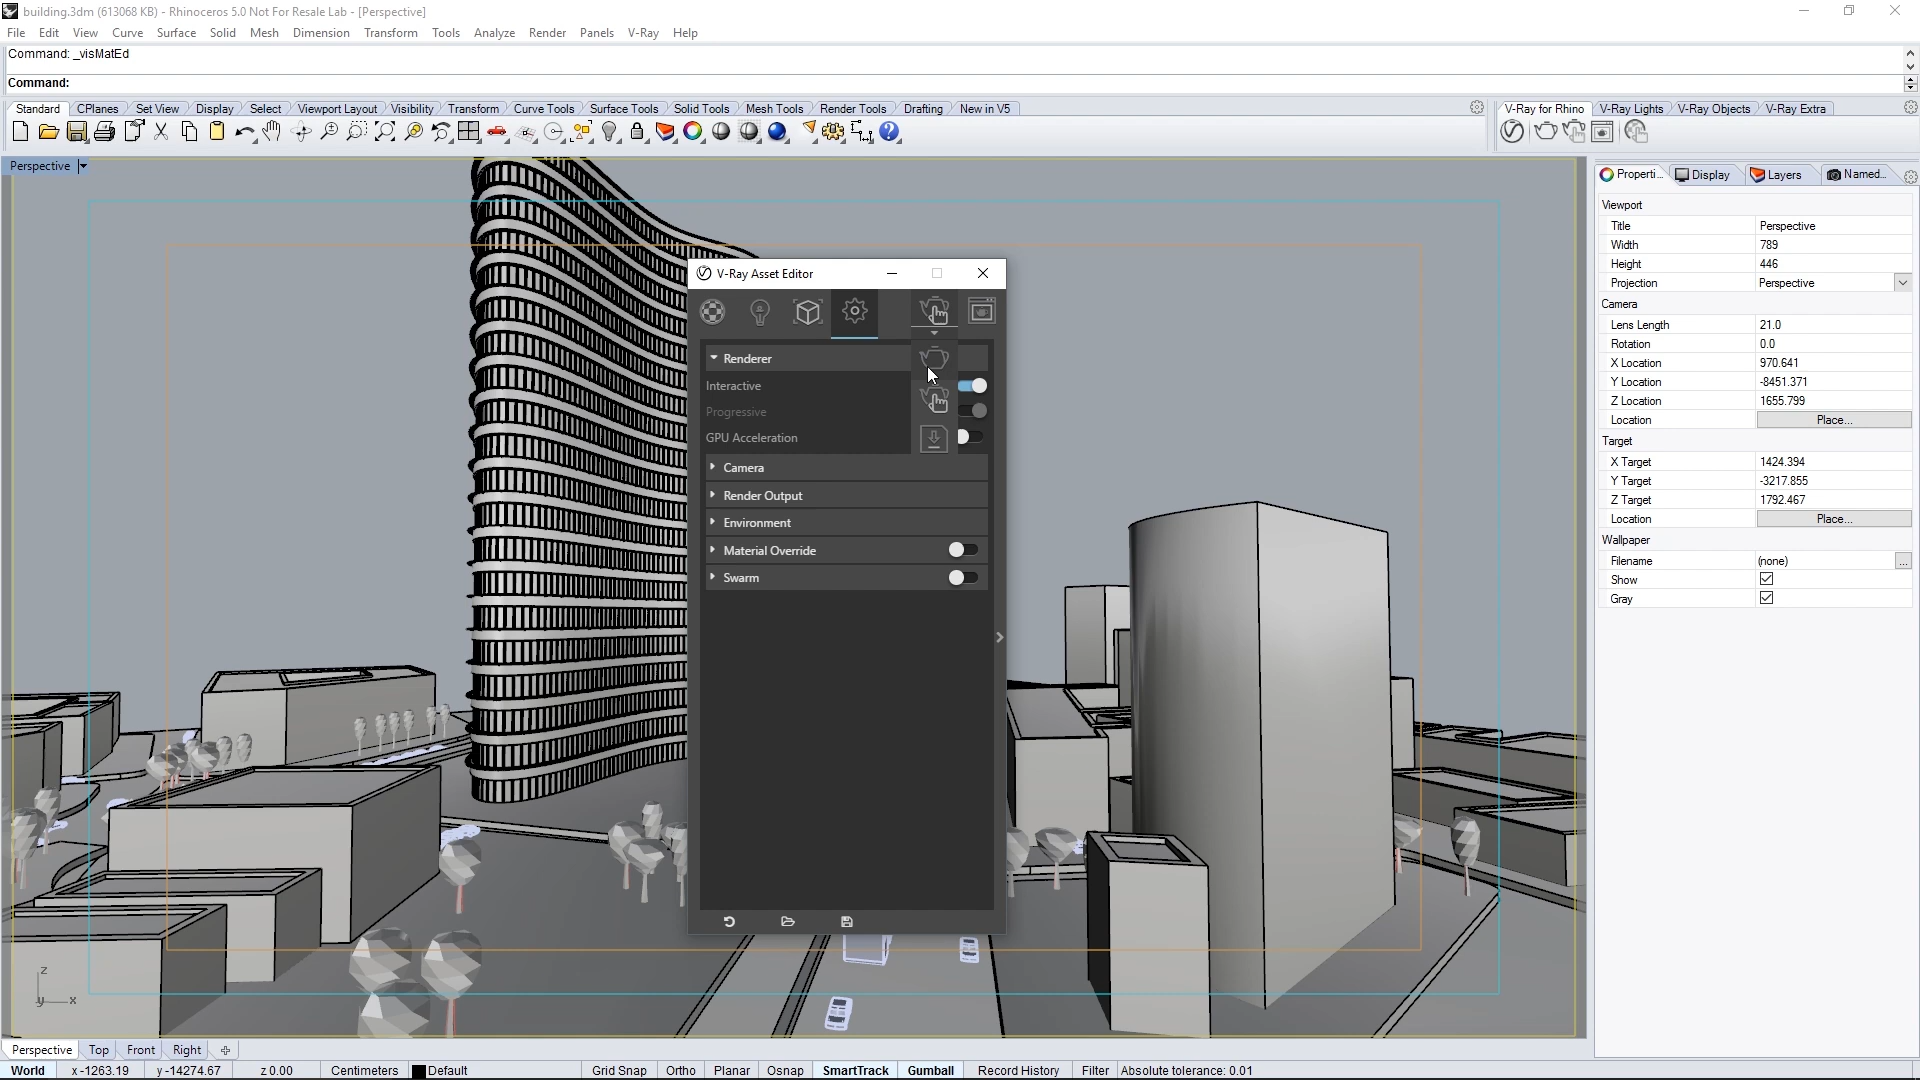 building.3dm (613068 KB) - Rhinoceros 5.0 Not For Resale Lab - [Perspective]
File Edit View Curve Surface Solid Mesh Dimension Transform Tools Analyze Render Panels V-Ray Help
Command: _visMatEd
Command:
Standard CPlanes Set View Display Select Viewport Layout Visibility Transform Curve Tools Surface Tools Solid Tools Mesh Tools Render Tools Drafting New in V5
V-Ray for Rhino V-Ray Lights V-Ray Objects V-Ray Extra
Perspective
Properti... Display Layers Named...
Viewport
Title Perspective
Width 789
Height 446
Projection Perspective
Camera
Lens Length 21.0
Rotation 0.0
X Location 970.641
Y Location -8451.371
Z Location 1655.799
Location Place...
Target
X Target 1424.394
Y Target -3217.855
Z Target 1792.467
Location Place...
Wallpaper
Filename (none) ...
Show
Gray
V-Ray Asset Editor
Renderer
Interactive
Progressive
GPU Acceleration
Camera
Render Output
Environment
Material Override
Swarm
z
y x
Perspective Top Front Right
World x -1263.19 y -14274.67 z 0.00 Centimeters Default Grid Snap Ortho Planar Osnap SmartTrack Gumball Record History Filter Absolute tolerance: 0.01